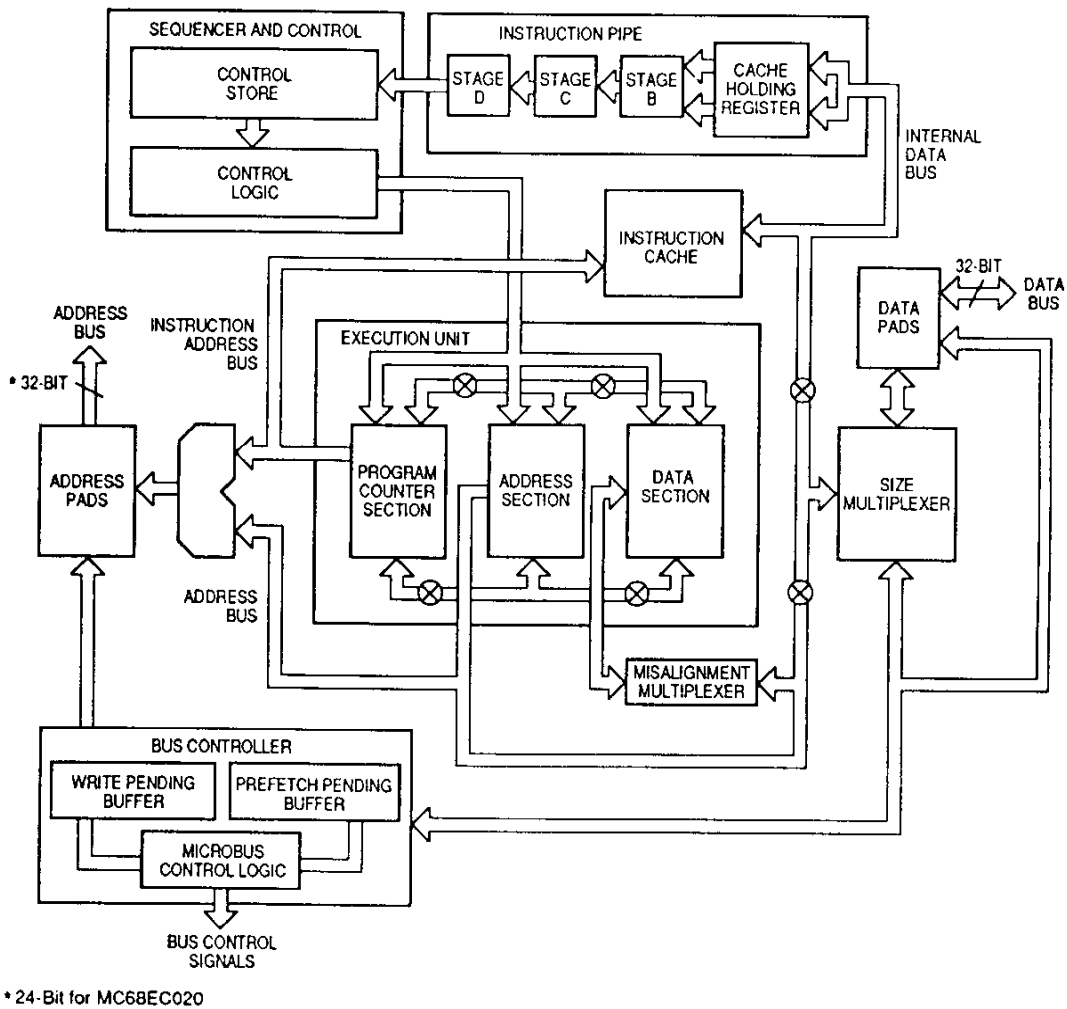 SEQUENCER AND CONTROL
CONTROL
STORE
CONTROL
LOGIC
INSTRUCTION PIPE
STAGE
D
STAGE
C
STAGE
B
CACHE
HOLDING
REGISTER
INTERNAL
DATA
BUS
INSTRUCTION
CACHE
32-BIT
DATA
BUS
DATA
PADS
ADDRESS
BUS
* 32-BIT
INSTRUCTION
ADDRESS
BUS
EXECUTION UNIT
ADDRESS
PADS
PROGRAM
COUNTER
SECTION
ADDRESS
SECTION
DATA
SECTION
SIZE
MULTIPLEXER
ADDRESS
BUS
MISALIGNMENT
MULTIPLEXER
BUS CONTROLLER
WRITE PENDING
BUFFER
PREFETCH PENDING
BUFFER
MICROBUS
CONTROL LOGIC
BUS CONTROL
SIGNALS
* 24-Bit for MC68EC020